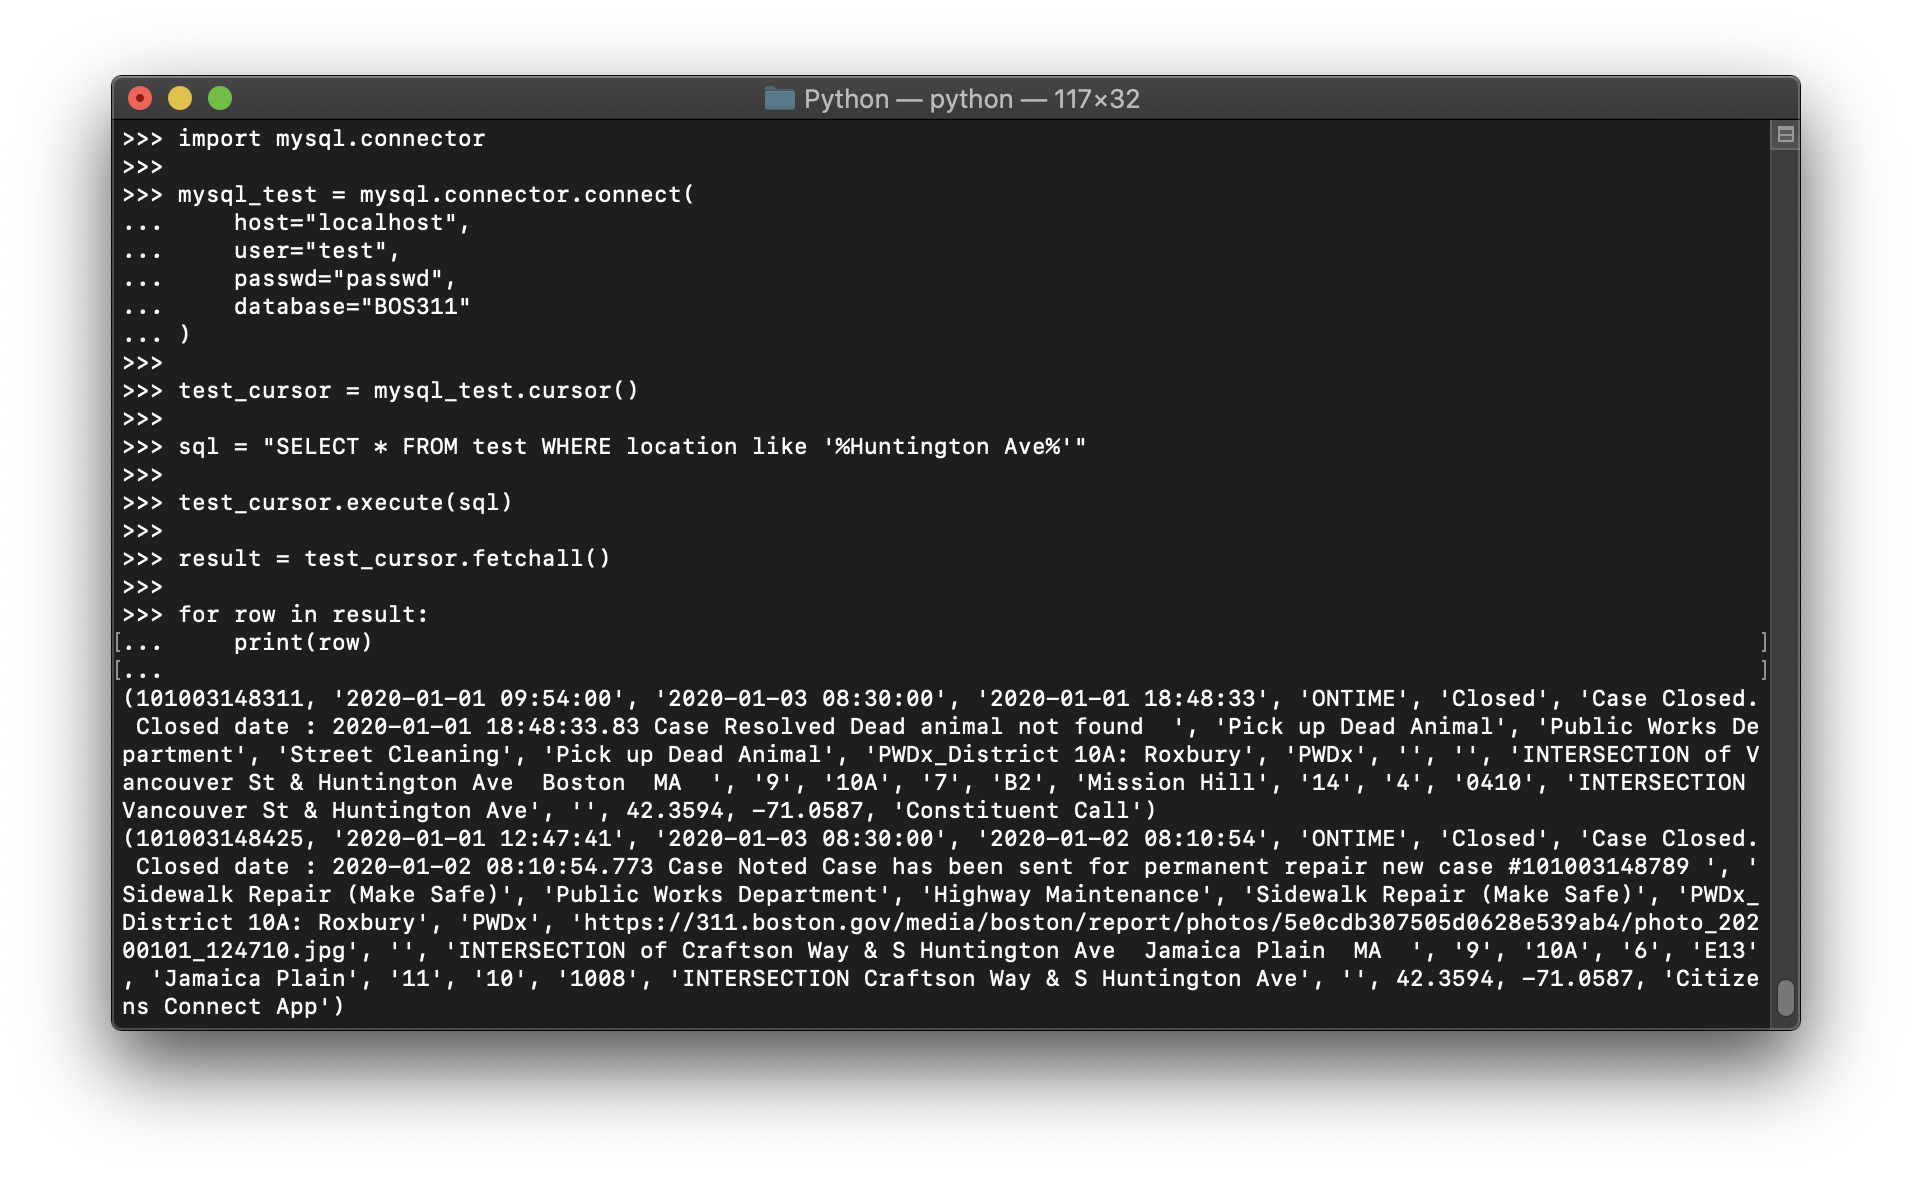 Python — python — 117×32
>>> import mysql.connector
>>>
>>> mysql_test = mysql.connector.connect(
...     host="localhost",
...     user="test",
...     passwd="passwd",
...     database="BOS311"
... )
>>>
>>> test_cursor = mysql_test.cursor()
>>>
>>> sql = "SELECT * FROM test WHERE location like '%Huntington Ave%'"
>>>
>>> test_cursor.execute(sql)
>>>
>>> result = test_cursor.fetchall()
>>>
>>> for row in result:
[...     print(row) ]
[... ]
(101003148311, '2020-01-01 09:54:00', '2020-01-03 08:30:00', '2020-01-01 18:48:33', 'ONTIME', 'Closed', 'Case Closed.
 Closed date : 2020-01-01 18:48:33.83 Case Resolved Dead animal not found  ', 'Pick up Dead Animal', 'Public Works De
partment', 'Street Cleaning', 'Pick up Dead Animal', 'PWDx_District 10A: Roxbury', 'PWDx', '', '', 'INTERSECTION of V
ancouver St & Huntington Ave  Boston  MA  ', '9', '10A', '7', 'B2', 'Mission Hill', '14', '4', '0410', 'INTERSECTION
Vancouver St & Huntington Ave', '', 42.3594, -71.0587, 'Constituent Call')
(101003148425, '2020-01-01 12:47:41', '2020-01-03 08:30:00', '2020-01-02 08:10:54', 'ONTIME', 'Closed', 'Case Closed.
 Closed date : 2020-01-02 08:10:54.773 Case Noted Case has been sent for permanent repair new case #101003148789 ', '
Sidewalk Repair (Make Safe)', 'Public Works Department', 'Highway Maintenance', 'Sidewalk Repair (Make Safe)', 'PWDx_
District 10A: Roxbury', 'PWDx', 'https://311.boston.gov/media/boston/report/photos/5e0cdb307505d0628e539ab4/photo_202
00101_124710.jpg', '', 'INTERSECTION of Craftson Way & S Huntington Ave  Jamaica Plain  MA  ', '9', '10A', '6', 'E13'
, 'Jamaica Plain', '11', '10', '1008', 'INTERSECTION Craftson Way & S Huntington Ave', '', 42.3594, -71.0587, 'Citize
ns Connect App')